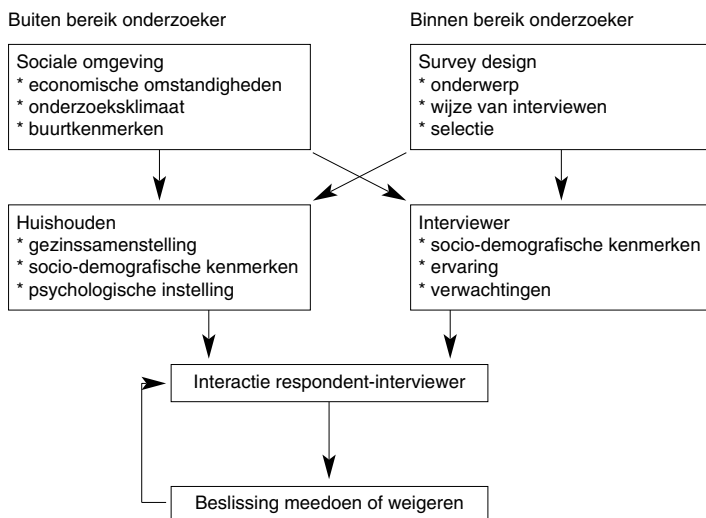 Buiten bereik onderzoeker
Binnen bereik onderzoeker
Sociale omgeving
* economische omstandigheden
* onderzoeksklimaat
* buurtkenmerken
Survey design
* onderwerp
* wijze van interviewen
* selectie
Huishouden
* gezinssamenstelling
* socio-demografische kenmerken
* psychologische instelling
Interviewer
* socio-demografische kenmerken
* ervaring
* verwachtingen
Interactie respondent-interviewer
Beslissing meedoen of weigeren